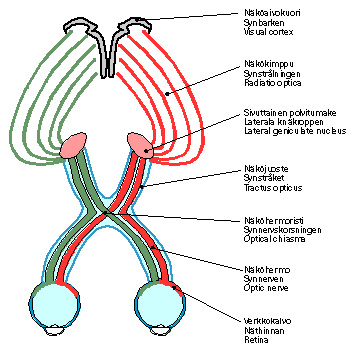 Näköaivokuori
Synbarken
Visual cortex
Näkökimppu
Synstrålningen
Radiatio optica
Sivuttainen polvitumake
Laterala knäkroppen
Lateral geniculate nucleus
Näköjuoste
Synstråket
Tractus opticus
Näköhermoristi
Synnervskorsningen
Optical chiasma
Näköhermo
Synnerven
Optic nerve
Verkkokalvo
Näthinnan
Retina